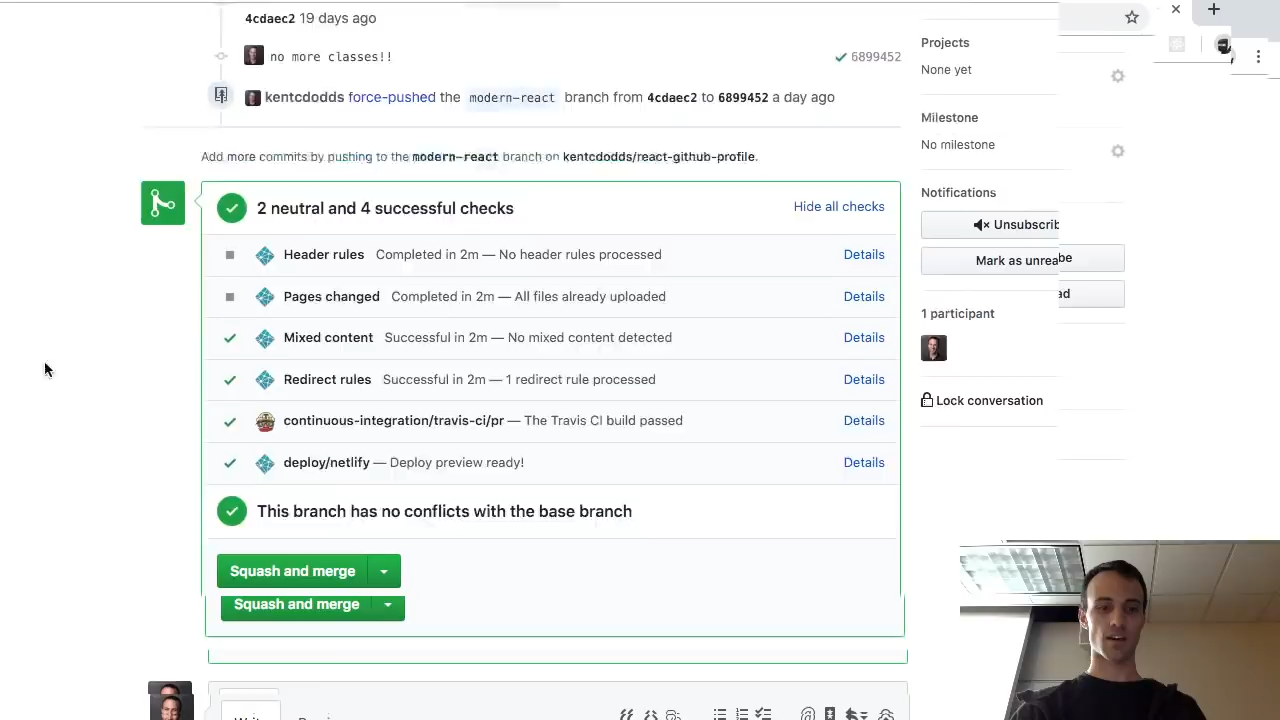 4cdaec2 19 days ago
no more classes!!
6899452
kentcdodds force-pushed the modern-react branch from 4cdaec2 to 6899452 a day ago
Add more commits by pushing to the modern-react branch on kentcdodds/react-github-profile.
2 neutral and 4 successful checks
Hide all checks
Header rules Completed in 2m — No header rules processed
Details
Pages changed Completed in 2m — All files already uploaded
Details
Mixed content Successful in 2m — No mixed content detected
Details
Redirect rules Successful in 2m — 1 redirect rule processed
Details
continuous-integration/travis-ci/pr — The Travis CI build passed
Details
deploy/netlify — Deploy preview ready!
Details
This branch has no conflicts with the base branch
Squash and merge
Squash and merge
Projects
None yet
Milestone
No milestone
Notifications
Unsubscrib
be
Mark as unrea
ad
1 participant
Lock conversation